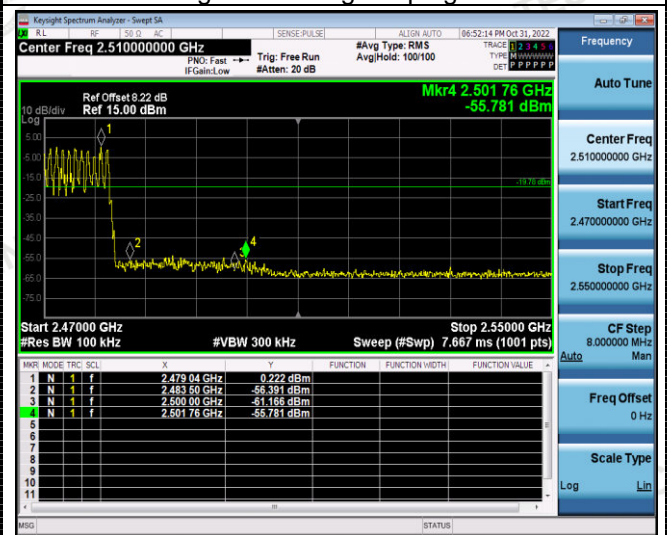 Keysight Spectrum Analyzer - Swept SA
RL RF 50 Ω AC SENSE:PULSE ALIGN AUTO 06:52:14 PM Oct 31, 2022
Center Freq 2.510000000 GHz
PNO: Fast
IFGain:Low
Trig: Free Run
#Atten: 20 dB
#Avg Type: RMS
Avg|Hold: 100/100
TRACE 1 2 3 4 5 6
TYPE M WWWWW
DET P P P P P P
Ref Offset 8.22 dB
10 dB/div Ref 15.00 dBm
Log
Mkr4 2.501 76 GHz
-55.781 dBm
5.00
-5.00
-15.0
-25.0
-35.0
-45.0
-55.0
-65.0
-75.0
1
2
3
4
-19.78 dBm
Start 2.47000 GHz Stop 2.55000 GHz
#Res BW 100 kHz #VBW 300 kHz Sweep (#Swp) 7.667 ms (1001 pts)
MKR MODE TRC SCL X Y FUNCTION FUNCTION WIDTH FUNCTION VALUE
1 N 1 f 2.479 04 GHz 0.222 dBm
2 N 1 f 2.483 50 GHz -56.391 dBm
3 N 1 f 2.500 00 GHz -61.166 dBm
4 N 1 f 2.501 76 GHz -55.781 dBm
5
6
7
8
9
10
11
MSG STATUS
Frequency
Auto Tune
Center Freq
2.510000000 GHz
Start Freq
2.470000000 GHz
Stop Freq
2.550000000 GHz
CF Step
8.000000 MHz
Auto Man
Freq Offset
0 Hz
Scale Type
Log Lin